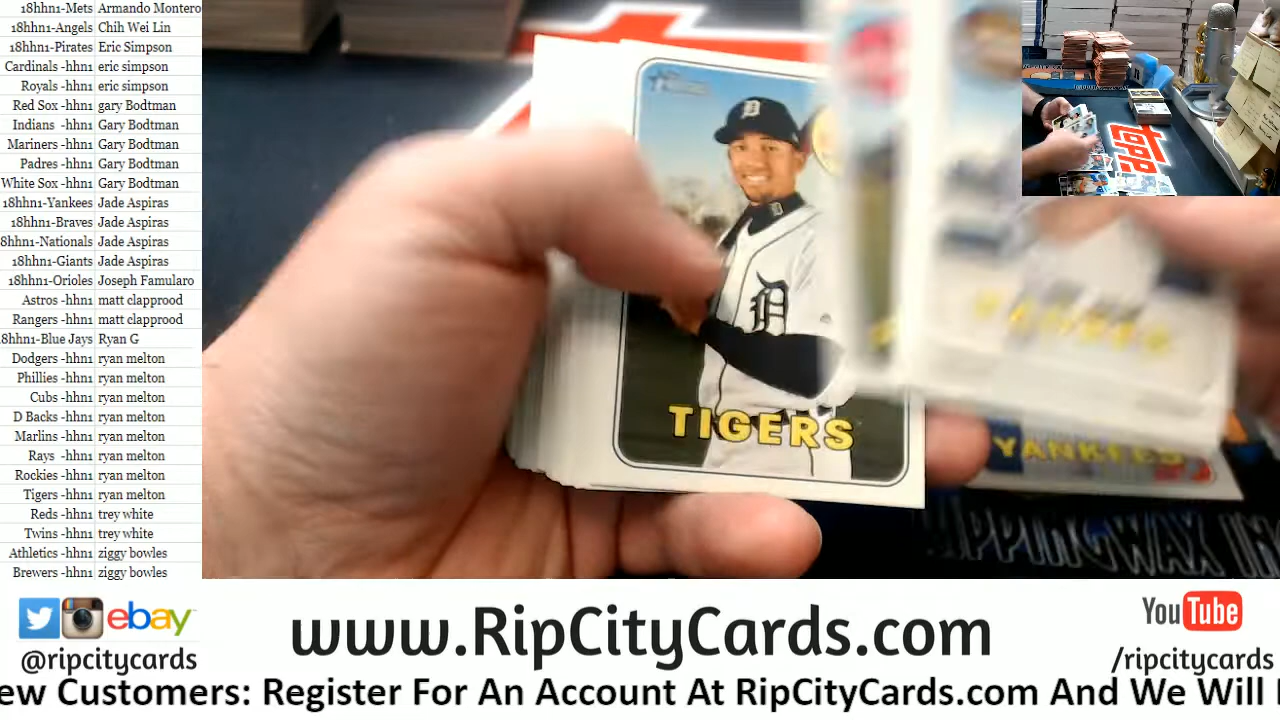 18hhn1-Mets Armando Montero
18hhn1-Angels Chih Wei Lin
18hhn1-Pirates Eric Simpson
Cardinals -hhn1 eric simpson
Royals -hhn1 eric simpson
Red Sox -hhn1 gary Bodtman
Indians -hhn1 Gary Bodtman
Mariners -hhn1 Gary Bodtman
Padres -hhn1 Gary Bodtman
White Sox -hhn1 Gary Bodtman
18hhn1-Yankees Jade Aspiras
18hhn1-Braves Jade Aspiras
8hhn1-Nationals Jade Aspiras
18hhn1-Giants Jade Aspiras
18hhn1-Orioles Joseph Famularo
Astros -hhn1 matt clapprood
Rangers -hhn1 matt clapprood
8hhn1-Blue Jays Ryan G
Dodgers -hhn1 ryan melton
Phillies -hhn1 ryan melton
Cubs -hhn1 ryan melton
D Backs -hhn1 ryan melton
Marlins -hhn1 ryan melton
Rays -hhn1 ryan melton
Rockies -hhn1 ryan melton
Tigers -hhn1 ryan melton
Reds -hhn1 trey white
Twins -hhn1 trey white
Athletics -hhn1 ziggy bowles
Brewers -hhn1 ziggy bowles
D
D
TIGERS
YANKEES
RIPPINGWAX
topps
ebay
@ripcitycards
www.RipCityCards.com
YouTube
/ripcitycards
ew Customers: Register For An Account At RipCityCards.com And We Will